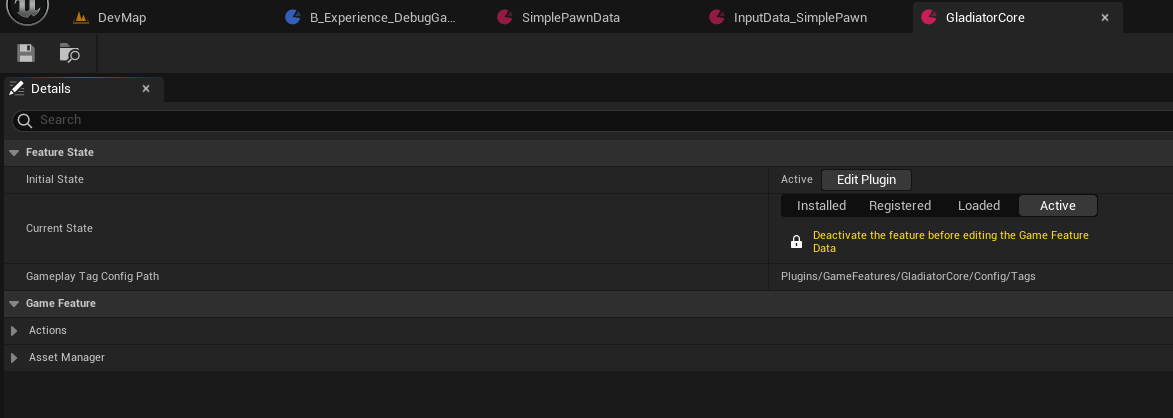 DevMap
B_Experience_DebugGa...
SimplePawnData
InputData_SimplePawn
GladiatorCore
Details
Search
Feature State
Initial State
Active
Edit Plugin
Current State
Installed
Registered
Loaded
Active
Deactivate the feature before editing the Game Feature
Data
Gameplay Tag Config Path
Plugins/GameFeatures/GladiatorCore/Config/Tags
Game Feature
Actions
Asset Manager